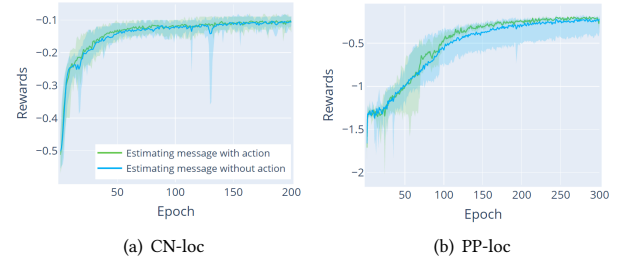 −0.1
−0.2
−0.3
−0.4
−0.5
Rewards
50
100
150
200
Epoch
Estimating message with action
Estimating message without action
(a) CN-loc
−0.5
−1
−1.5
−2
Rewards
50
100
150
200
250
300
Epoch
(b) PP-loc